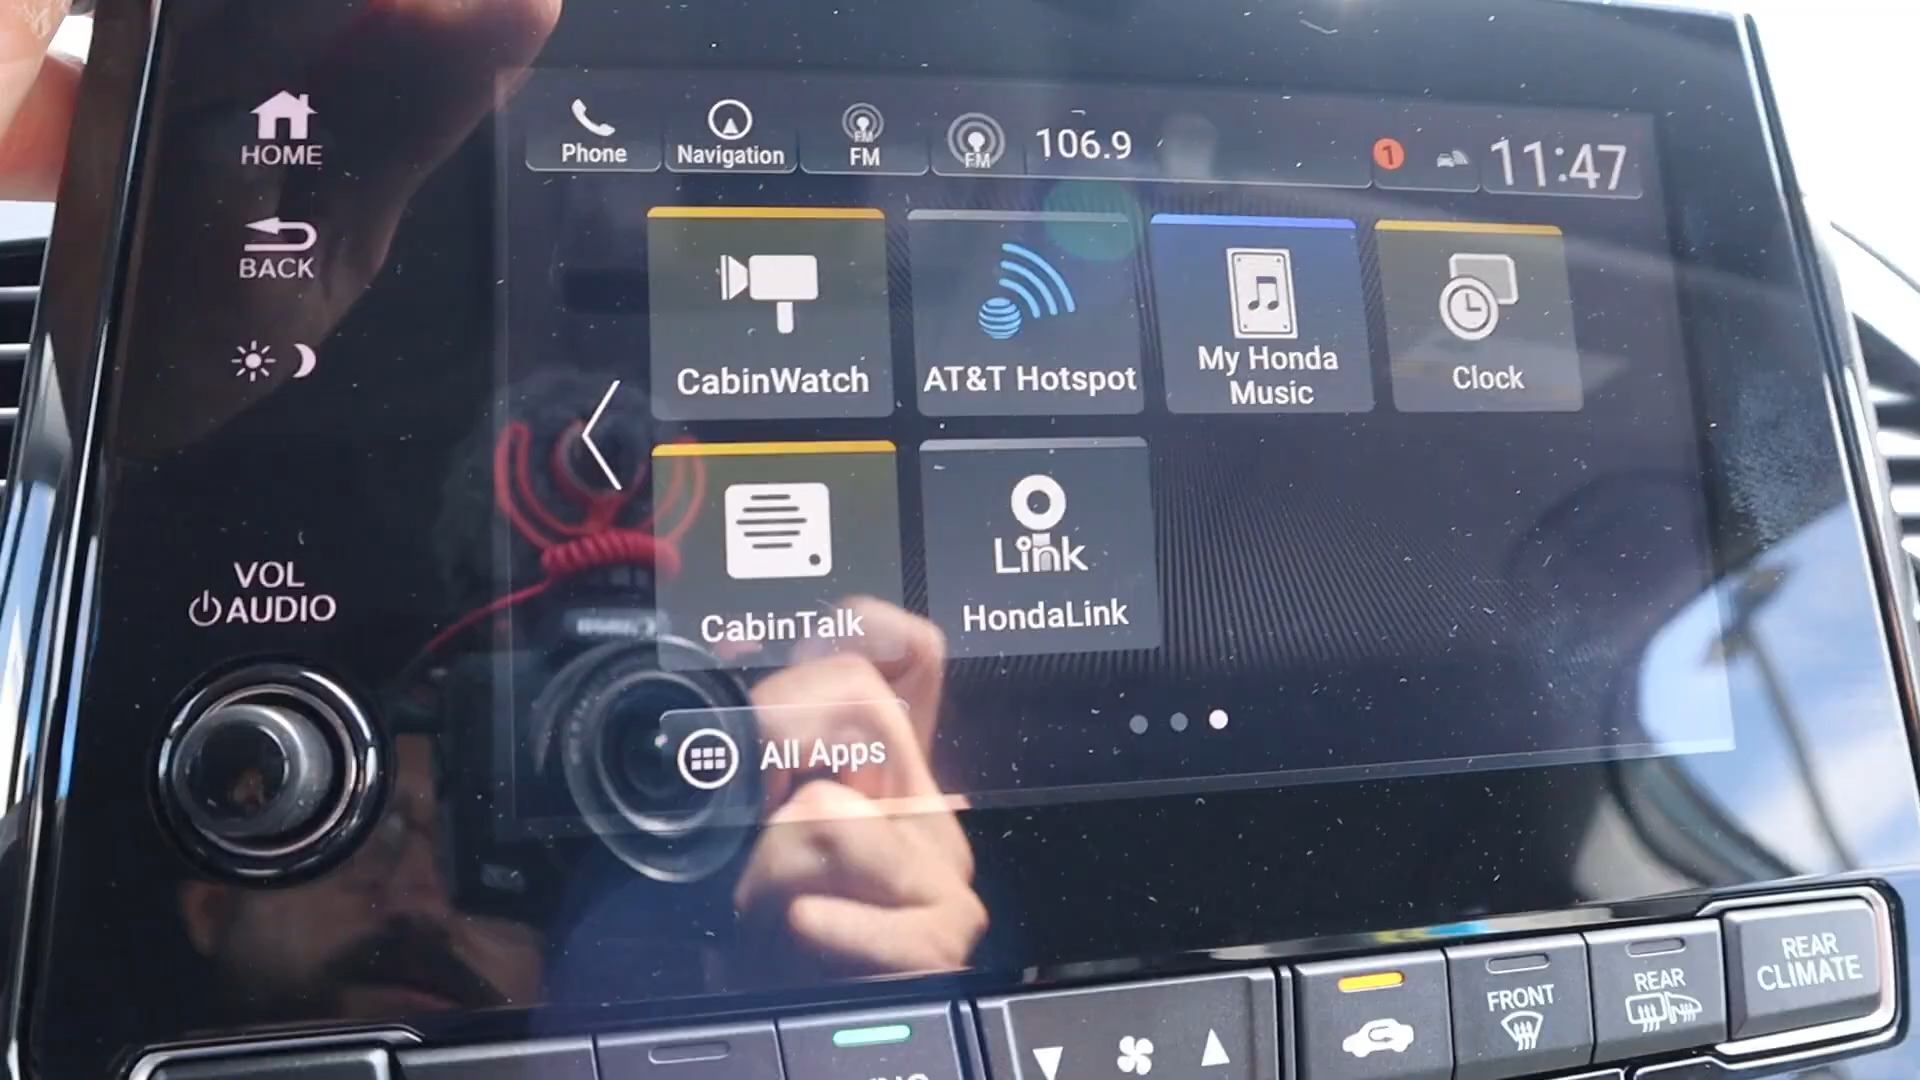 HOME
BACK
VOL
AUDIO
Phone
Navigation
FM
FM
FM
106.9
1
11:47
CabinWatch
AT&T Hotspot
My Honda
Music
Clock
CabinTalk
Link
HondaLink
All Apps
FRONT
REAR
REAR
CLIMATE